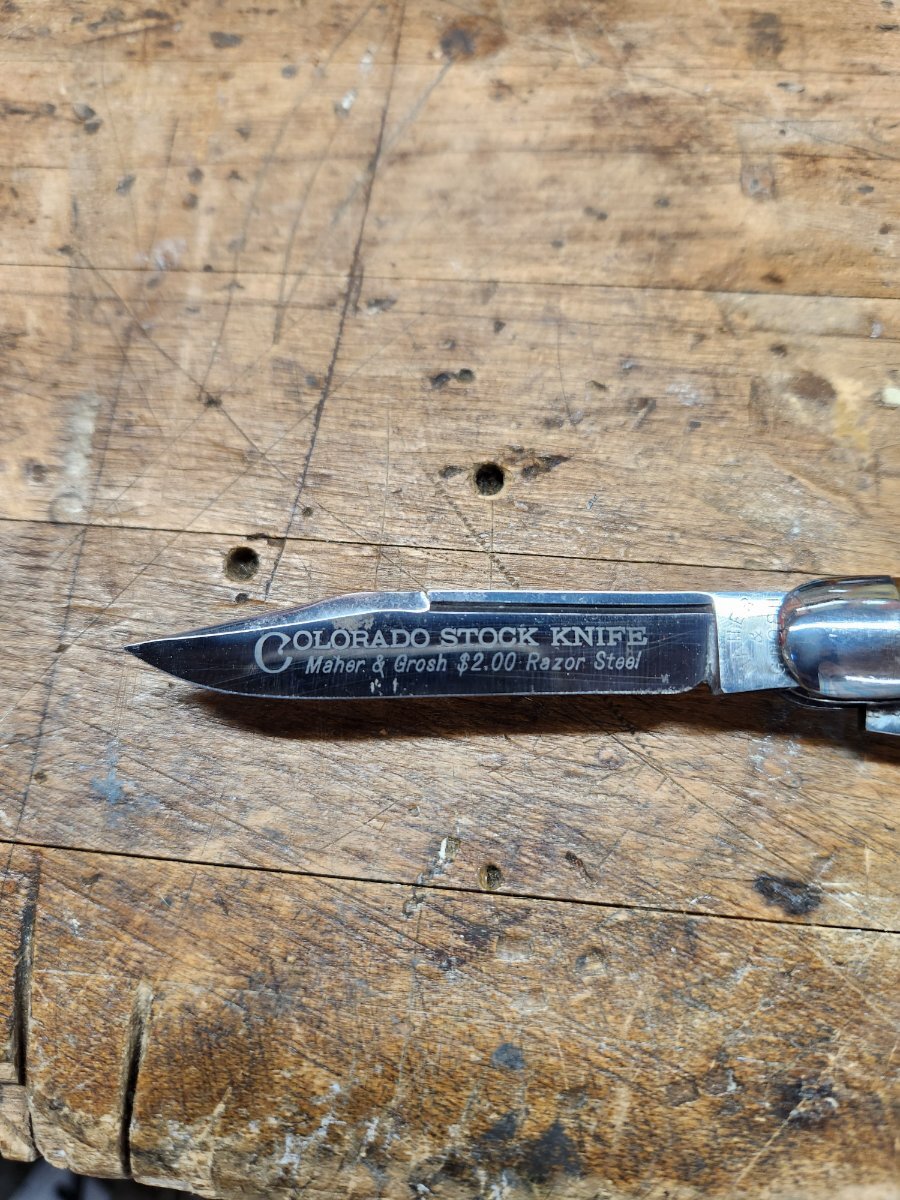 COLORADO STOCK KNIFE
Maher & Grosh $2.00 Razor Steel